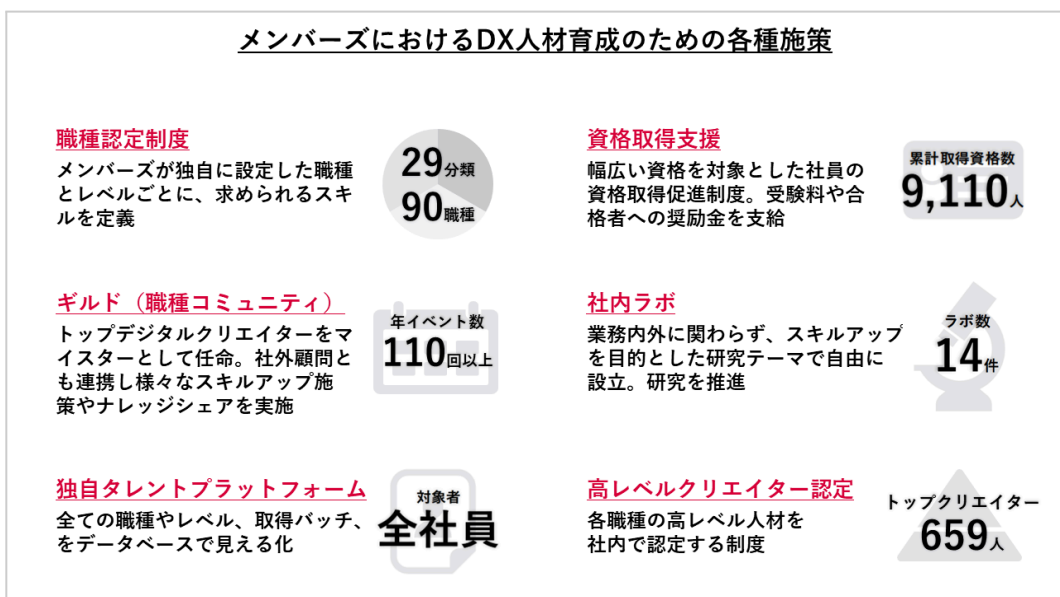 メンバーズにおけるDX人材育成のための各種施策
職種認定制度
メンバーズが独自に設定した職種
とレベルごとに、求められるスキ
ルを定義
29分類
90職種
資格取得支援
幅広い資格を対象とした社員の
資格取得促進制度。受験料や合
格者への奨励金を支給
累計取得資格数
9,110人
ギルド（職種コミュニティ）
トップデジタルクリエイターをマ
イスターとして任命。社外顧問と
も連携し様々なスキルアップ施
策やナレッジシェアを実施
年イベント数
110回以上
社内ラボ
業務内外に関わらず、スキルアップ
を目的とした研究テーマで自由に
設立。研究を推進
ラボ数
14件
独自タレントプラットフォーム
全ての職種やレベル、取得バッチ、
をデータベースで見える化
対象者
全社員
高レベルクリエイター認定
各職種の高レベル人材を
社内で認定する制度
トップクリエイター
659人